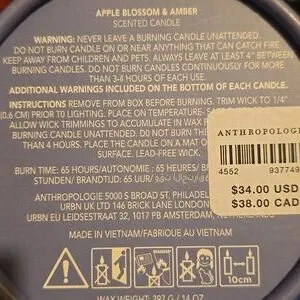 APPLE BLOSSOM & AMBER
SCENTED CANDLE
WARNING: NEVER LEAVE A BURNING CANDLE UNATTENDED.
DO NOT BURN CANDLE ON OR NEAR ANYTHING THAT CAN CATCH FIRE
KEEP AWAY FROM CHILDREN AND PETS. ALWAYS LEAVE AT LEAST 4" BETWEEN
BURNING CANDLES. DO NOT BURN CANDLES CONTINUOUSLY FOR MORE
THAN 3-4 HOURS OF EACH USE.
ADDITIONAL WARNINGS INCLUDED ON THE BOTTOM OF EACH CANDLE.
INSTRUCTIONS REMOVE FROM BOX BEFORE BURNING. TRIM WICK TO 1/4"
(0.6 CM) PRIOR TO LIGHTING. PLACE ON TEMPERATURE-
ALLOW WICK TRIMMINGS TO ACCUMULATE IN WAX
BURNING CANDLE UNATTENDED. DO NOT BURN
THAN 4 HOURS. PLACE THE CANDLE ON A MAT O
SURFACE. LEAD-FREE WICK.
BURN TIME: 65 HOURS/AUTONOMIE : 65 HEURES/
STUNDEN/ BRANDTIJD: 65 UUR/
ANTHROPOLOGIE 5000 S BROAD ST, PHILADEL
URBN UK LTD 146 BRICK LANE LONDON
URBN EU LEIDSESTRAAT 32, 1017 PB AMSTERDAM, NETHERLANDS
MADE IN VIETNAM/FABRIQUÉ AU VIETNAM
10cm
WAX WEIGHT: 397 G / 14 OZ
ANTHROPOLOGIE
4552 937749
$34.00 USD
$38.00 CAD